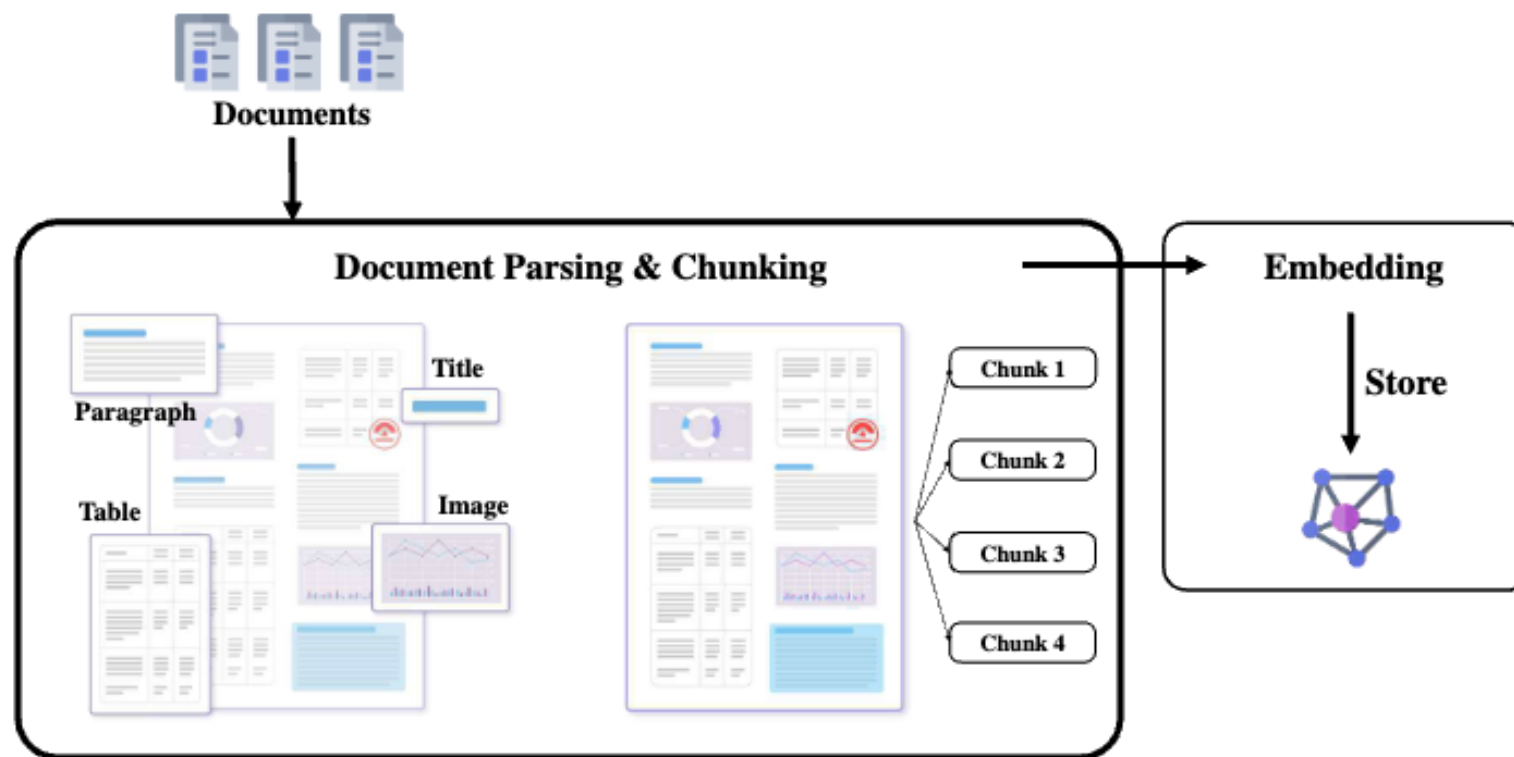 Documents
Document Parsing & Chunking
Embedding
Paragraph
Title
Table
Image
Chunk 1
Chunk 2
Chunk 3
Chunk 4
Store